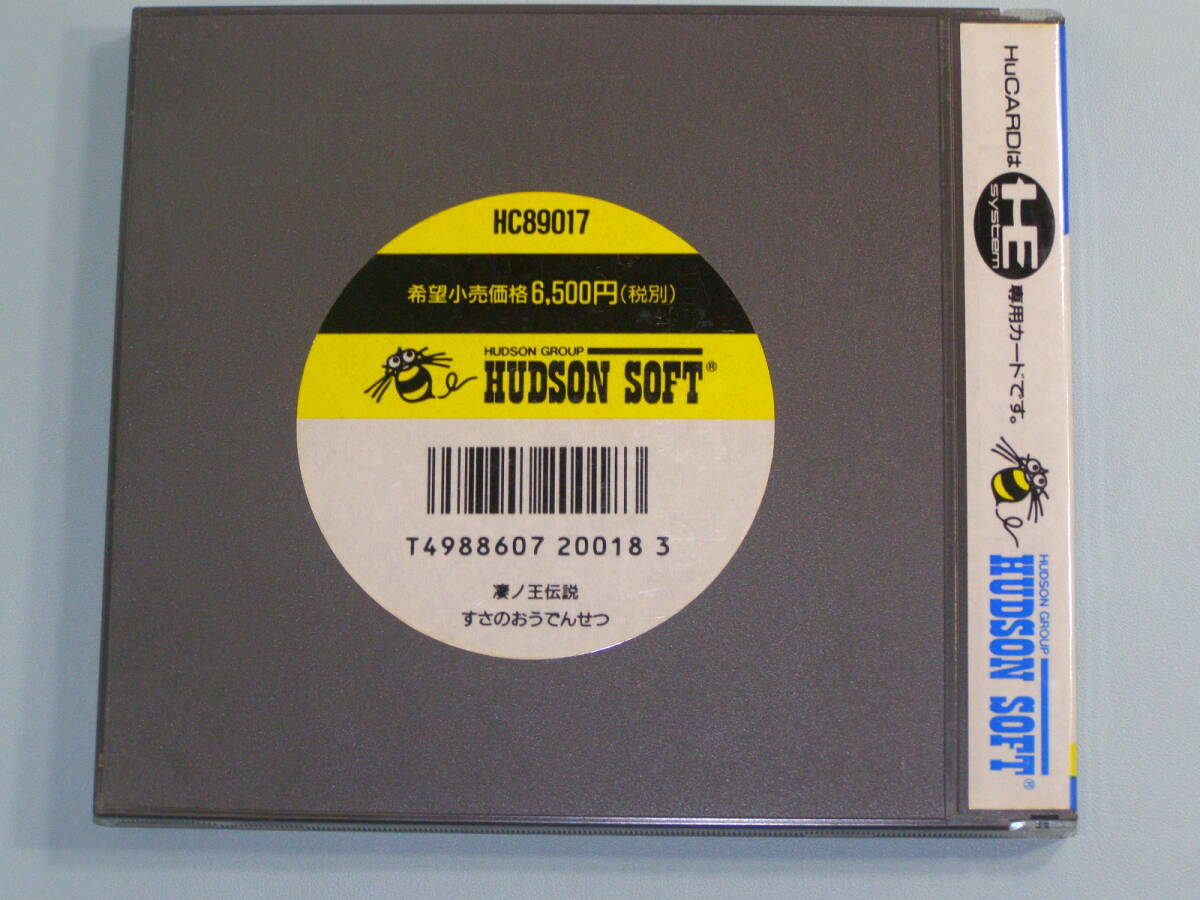 HC89017
希望小売価格6,500円(税別)
HUDSON GROUP
HUDSON SOFT®
T4988607 20018 3
凄ノ王伝説
すさのおうでんせつ
HuCARDは
HE
system
専用カードです。
HUDSON GROUP
HUDSON SOFT®